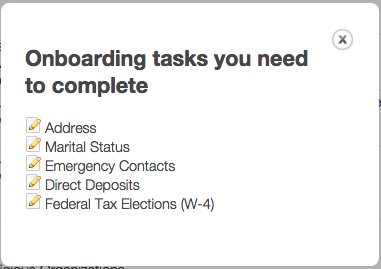 Onboarding tasks you need
to complete
Address
Marital Status
Emergency Contacts
Direct Deposits
Federal Tax Elections (W-4)